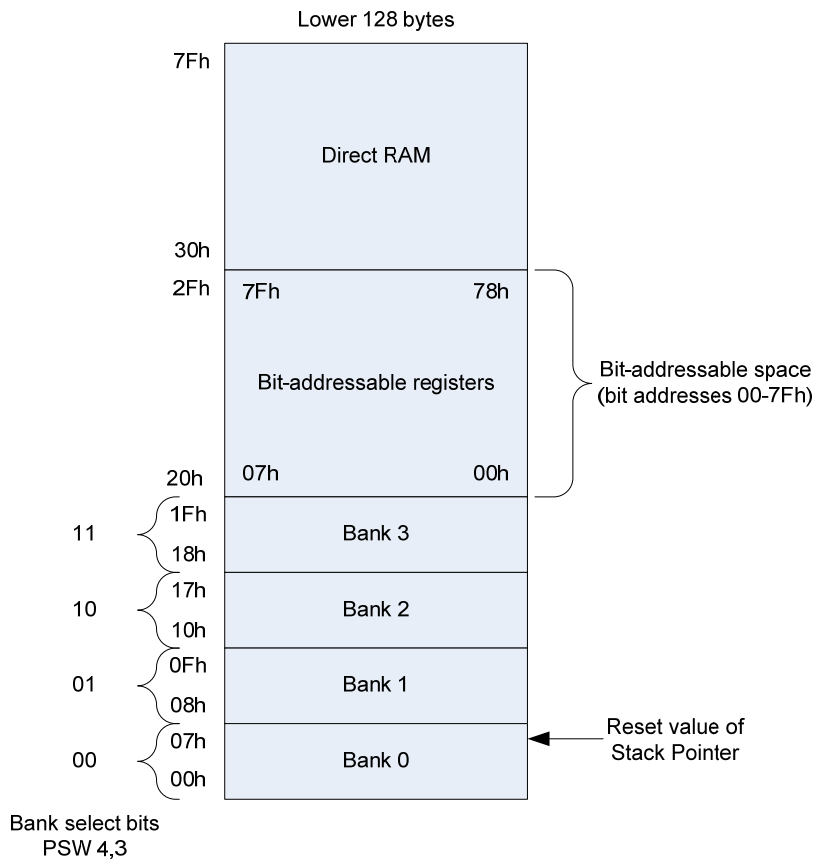 Lower 128 bytes
7Fh
Direct RAM
30h
2Fh
7Fh 78h
Bit-addressable registers
Bit-addressable space
(bit addresses 00-7Fh)
07h 00h
20h
1Fh
11
Bank 3
18h
17h
10
Bank 2
10h
0Fh
01
Bank 1
08h
07h
00
Bank 0
00h
Reset value of
Stack Pointer
Bank select bits
PSW 4,3